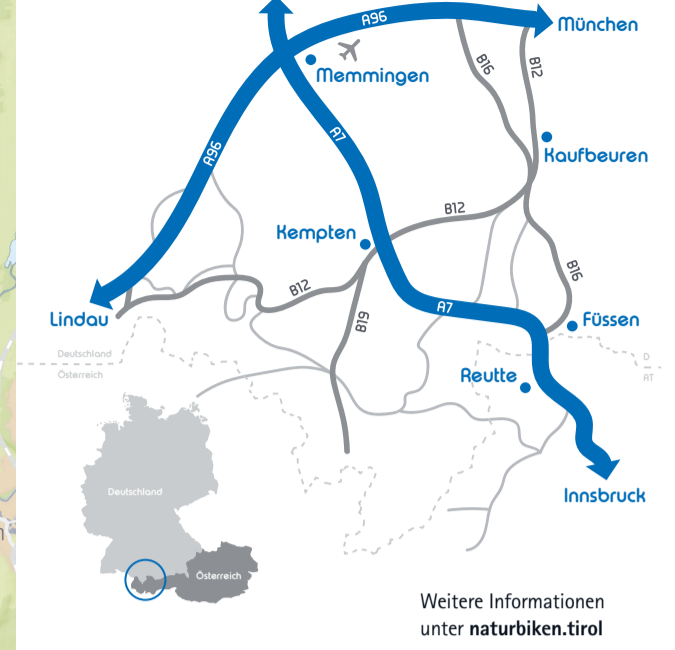 A96
München
B16
B12
Memmingen
A7
A96
Kaufbeuren
B12
Kempten
B16
B12
A7
B19
Lindau
Füssen
Deutschland
Österreich
D
AT
Reutte
Deutschland
Innsbruck
Österreich
Weitere Informationen
unter naturbiken.tirol